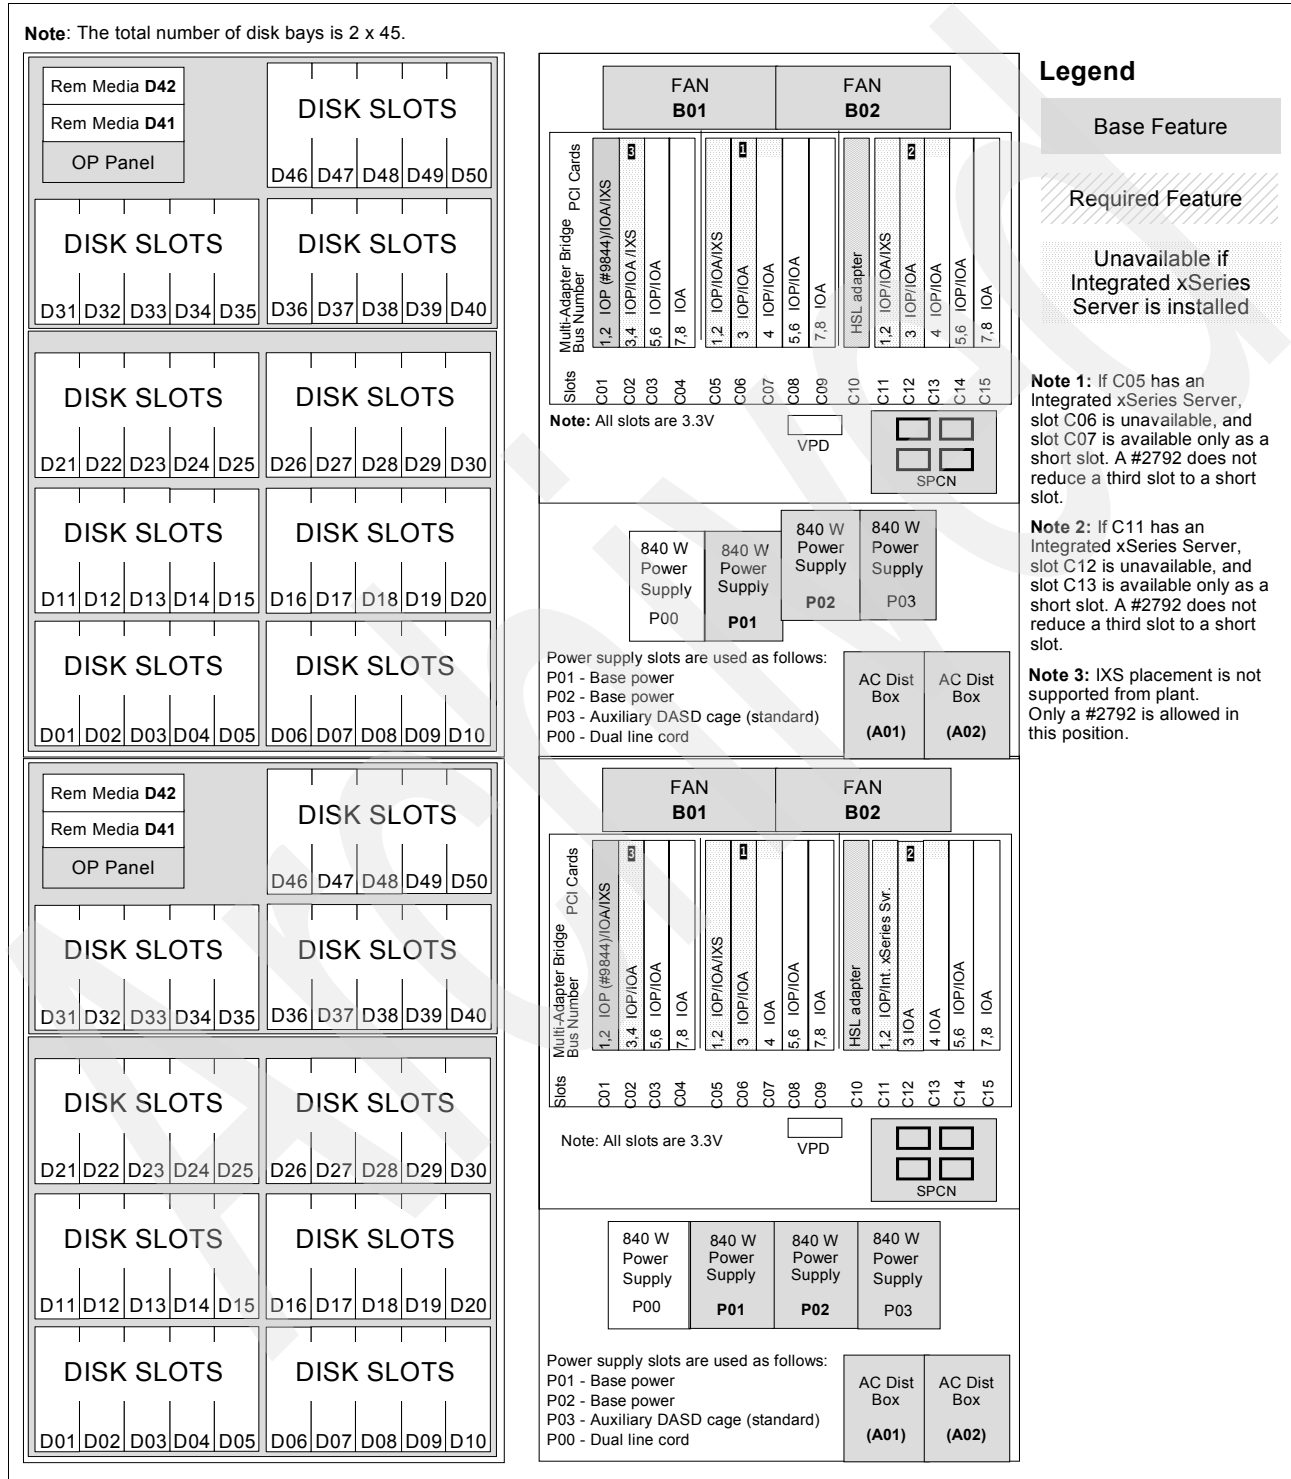 Note: The total number of disk bays is 2 x 45.
Rem Media D42
Rem Media D41
OP Panel
DISK SLOTS
D46 D47 D48 D49 D50
DISK SLOTS
D31 D32 D33 D34 D35
DISK SLOTS
D36 D37 D38 D39 D40
DISK SLOTS
D21 D22 D23 D24 D25
DISK SLOTS
D26 D27 D28 D29 D30
DISK SLOTS
D11 D12 D13 D14 D15
DISK SLOTS
D16 D17 D18 D19 D20
DISK SLOTS
D01 D02 D03 D04 D05
DISK SLOTS
D06 D07 D08 D09 D10
FAN
B01
FAN
B02
Slots
Multi-Adapter Bridge
Bus Number
PCI Cards
C01 1,2 IOP (#9844)/IOA/IXS
C02 3,4 IOP/IOA /IXS 3
C03 5,6 IOP/IOA
C04 7,8 IOA
C05 1,2 IOP/IOA/IXS
C06 3 IOP/IOA 1
C07 4 IOA
C08 5,6 IOP/IOA
C09 7,8 IOA
C10 HSL adapter
C11 1,2 IOP/IOA/IXS
C12 3 IOP/IOA 2
C13 4 IOP/IOA
C14 5,6 IOP/IOA
C15 7,8 IOA
Note: All slots are 3.3V
VPD
SPCN
840 W
Power
Supply
P00
840 W
Power
Supply
P01
840 W
Power
Supply
P02
840 W
Power
Supply
P03
Power supply slots are used as follows:
P01 - Base power
P02 - Base power
P03 - Auxiliary DASD cage (standard)
P00 - Dual line cord
AC Dist
Box
(A01)
AC Dist
Box
(A02)
Legend
Base Feature
Required Feature
Unavailable if
Integrated xSeries
Server is installed
Note 1: If C05 has an
Integrated xSeries Server,
slot C06 is unavailable, and
slot C07 is available only as a
short slot. A #2792 does not
reduce a third slot to a short
slot.
Note 2: If C11 has an
Integrated xSeries Server,
slot C12 is unavailable, and
slot C13 is available only as a
short slot. A #2792 does not
reduce a third slot to a short
slot.
Note 3: IXS placement is not
supported from plant.
Only a #2792 is allowed in
this position.
Rem Media D42
Rem Media D41
OP Panel
DISK SLOTS
D46 D47 D48 D49 D50
DISK SLOTS
D31 D32 D33 D34 D35
DISK SLOTS
D36 D37 D38 D39 D40
DISK SLOTS
D21 D22 D23 D24 D25
DISK SLOTS
D26 D27 D28 D29 D30
DISK SLOTS
D11 D12 D13 D14 D15
DISK SLOTS
D16 D17 D18 D19 D20
DISK SLOTS
D01 D02 D03 D04 D05
DISK SLOTS
D06 D07 D08 D09 D10
FAN
B01
FAN
B02
Slots
Multi-Adapter Bridge
Bus Number
PCI Cards
C01 1,2 IOP (#9844)/IOA/IXS
C02 3,4 IOP/IOA 3
C03 5,6 IOP/IOA
C04 7,8 IOA
C05 1,2 IOP/IOA/IXS
C06 3 IOP/IOA 1
C07 4 IOA
C08 5,6 IOP/IOA
C09 7,8 IOA
C10 HSL adapter
C11 1,2 IOP/Int. xSeries Svr.
C12 3 IOA 2
C13 4 IOA
C14 5,6 IOP/IOA
C15 7,8 IOA
Note: All slots are 3.3V
VPD
SPCN
840 W
Power
Supply
P00
840 W
Power
Supply
P01
840 W
Power
Supply
P02
840 W
Power
Supply
P03
Power supply slots are used as follows:
P01 - Base power
P02 - Base power
P03 - Auxiliary DASD cage (standard)
P00 - Dual line cord
AC Dist
Box
(A01)
AC Dist
Box
(A02)
Archived